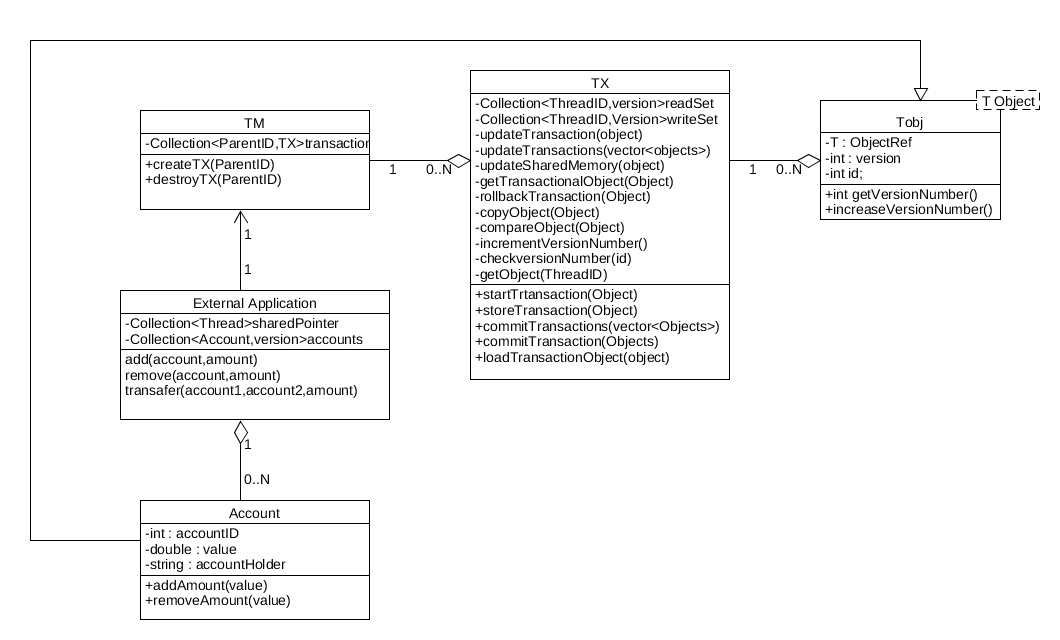 TM
-Collection<ParentID,TX>transaction
+createTX(ParentID)
+destroyTX(ParentID)
1
0..N
TX
-Collection<ThreadID,version>readSet
-Collection<ThreadID,Version>writeSet
-updateTransaction(object)
-updateTransactions(vector<objects>)
-updateSharedMemory(object)
-getTransactionalObject(Object)
-rollbackTransaction(Object)
-copyObject(Object)
-compareObject(Object)
-incrementVersionNumber()
-checkversionNumber(id)
-getObject(ThreadID)
+startTrtansaction(Object)
+storeTransaction(Object)
+commitTransactions(vector<Objects>)
+commitTransaction(Objects)
+loadTransactionObject(object)
1
0..N
T Object
Tobj
-T : ObjectRef
-int : version
-int id;
+int getVersionNumber()
+increaseVersionNumber()
1
1
External Application
-Collection<Thread>sharedPointer
-Collection<Account,version>accounts
add(account,amount)
remove(account,amount)
transafer(account1,account2,amount)
1
0..N
Account
-int : accountID
-double : value
-string : accountHolder
+addAmount(value)
+removeAmount(value)